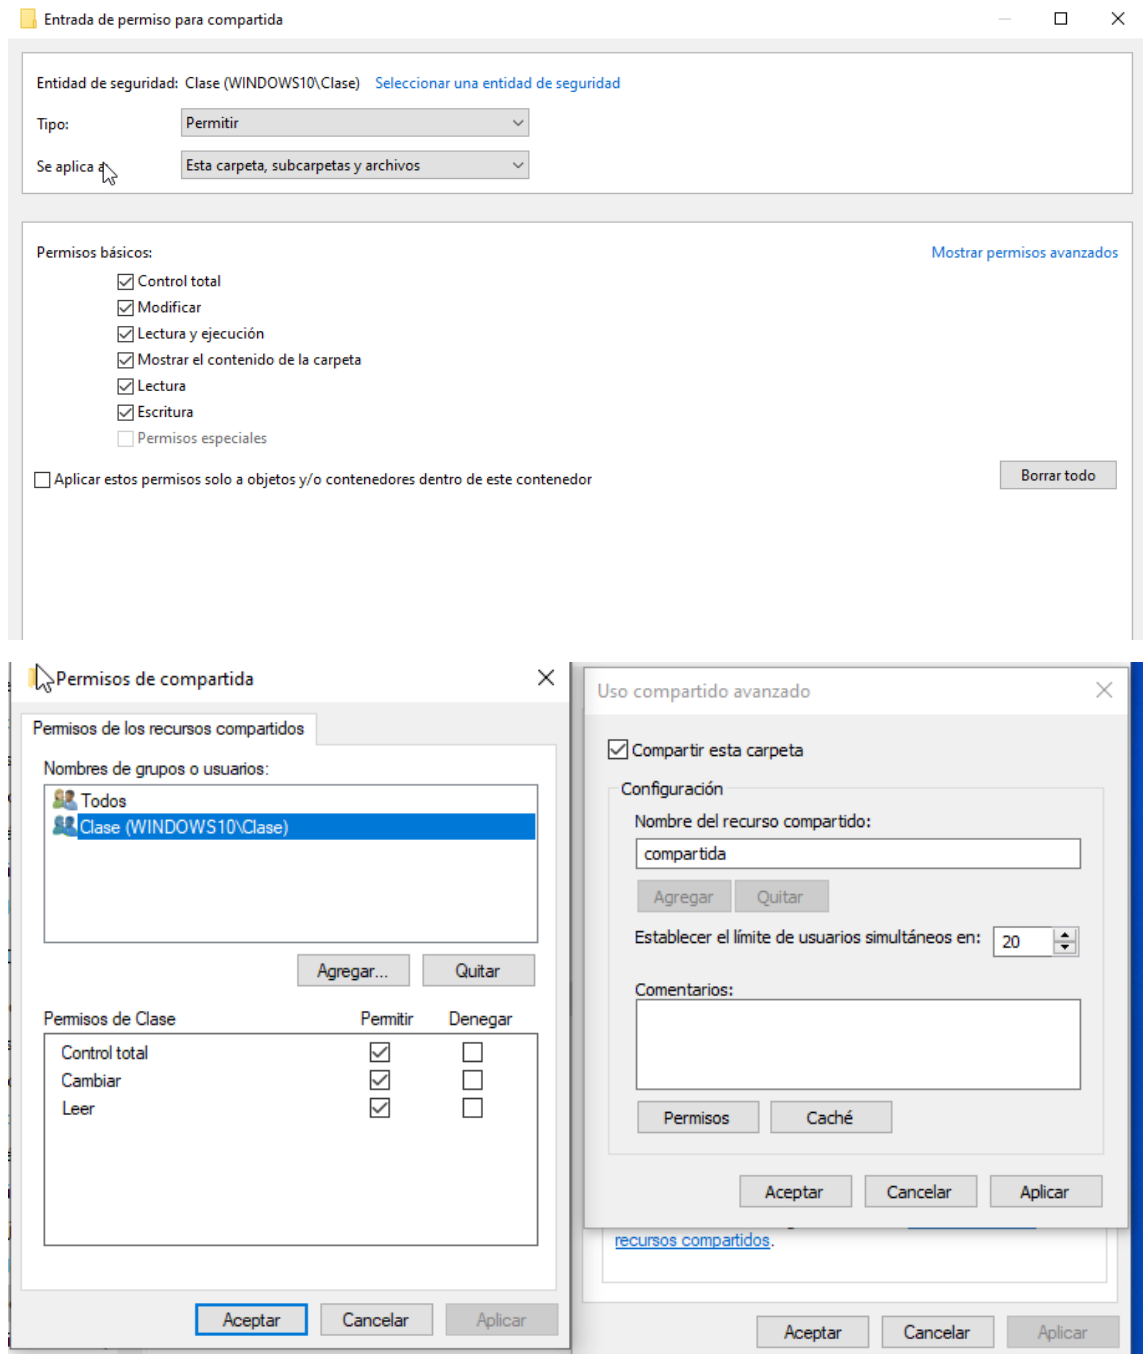 Entrada de permiso para compartida
Entidad de seguridad: Clase (WINDOWS10\Clase) Seleccionar una entidad de seguridad
Tipo: Permitir
Se aplica a Esta carpeta, subcarpetas y archivos
Permisos básicos: Mostrar permisos avanzados
Control total
Modificar
Lectura y ejecución
Mostrar el contenido de la carpeta
Lectura
Escritura
Permisos especiales
Aplicar estos permisos solo a objetos y/o contenedores dentro de este contenedor
Borrar todo
Permisos de compartida
Permisos de los recursos compartidos
Nombres de grupos o usuarios:
Todos
Clase (WINDOWS10\Clase)
Agregar... Quitar
Permisos de Clase Permitir Denegar
Control total
Cambiar
Leer
Aceptar Cancelar Aplicar
Uso compartido avanzado
Compartir esta carpeta
Configuración
Nombre del recurso compartido:
compartida
Agregar Quitar
Establecer el límite de usuarios simultáneos en: 20
Comentarios:
Permisos Caché
Aceptar Cancelar Aplicar
recursos compartidos.
Aceptar Cancelar Aplicar